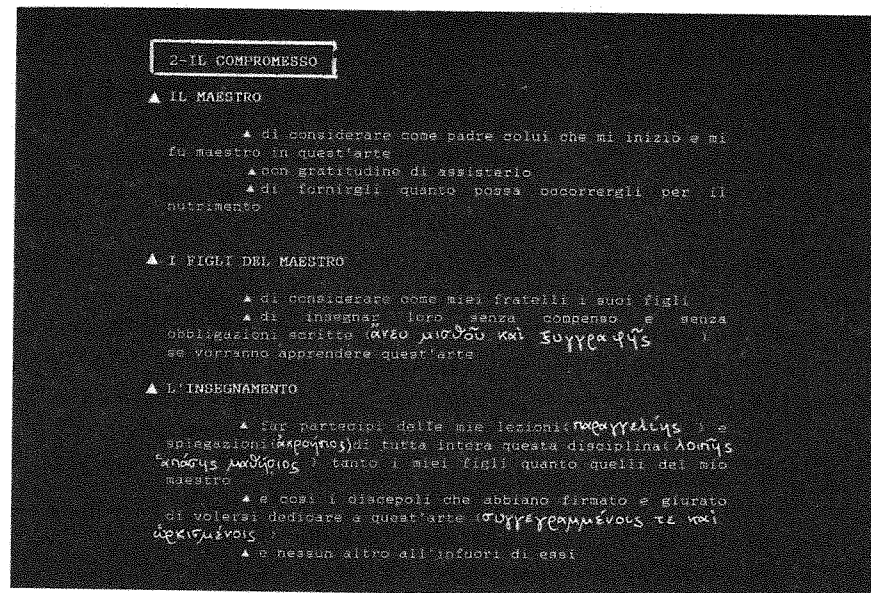 2-IL COMPROMESSO
▲ IL MAESTRO
▲ di considerare come padre colui che mi iniziò e mi
fu maestro in quest'arte
▲ con gratitudine di assisterlo
▲ di fornirgli quanto possa occorrergli per il
nutrimento
▲ I FIGLI DEL MAESTRO
▲ di considerare come miei fratelli i suoi figli
▲ di insegnar loro senza compenso e senza
obbligazioni scritte (ἄνευ μισθοῦ καὶ ξυγγραφῆς )
se vorranno apprendere quest'arte
▲ L'INSEGNAMENTO
▲ far partecipi delle mie lezioni(παραγγελίης ) e
spiegazioni(ἀκροήσιος)di tutta intera questa disciplina( λοιπῆς
ἁπάσης μαθήσιος ) tanto i miei figli quanto quelli del mio
maestro
▲ e così i discepoli che abbiano firmato e giurato
di volersi dedicare a quest'arte (συγγεγραμμένοις τε καὶ
ὡρκισμένοις )
▲ e nessun altro all'infuori di essi